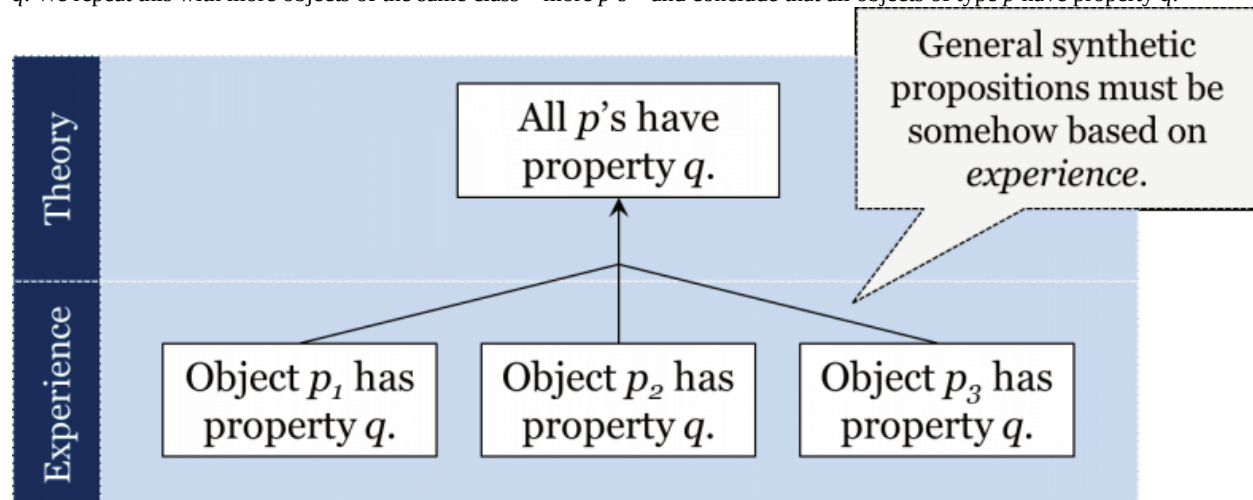 q. We repeat this with more objects of the same class – more p's – and conclude that all objects of type p have property q.
General synthetic
propositions must be
somehow based on
experience.
Theory
All p's have
property q.
Experience
Object p₁ has
property q.
Object p₂ has
property q.
Object p₃ has
property q.